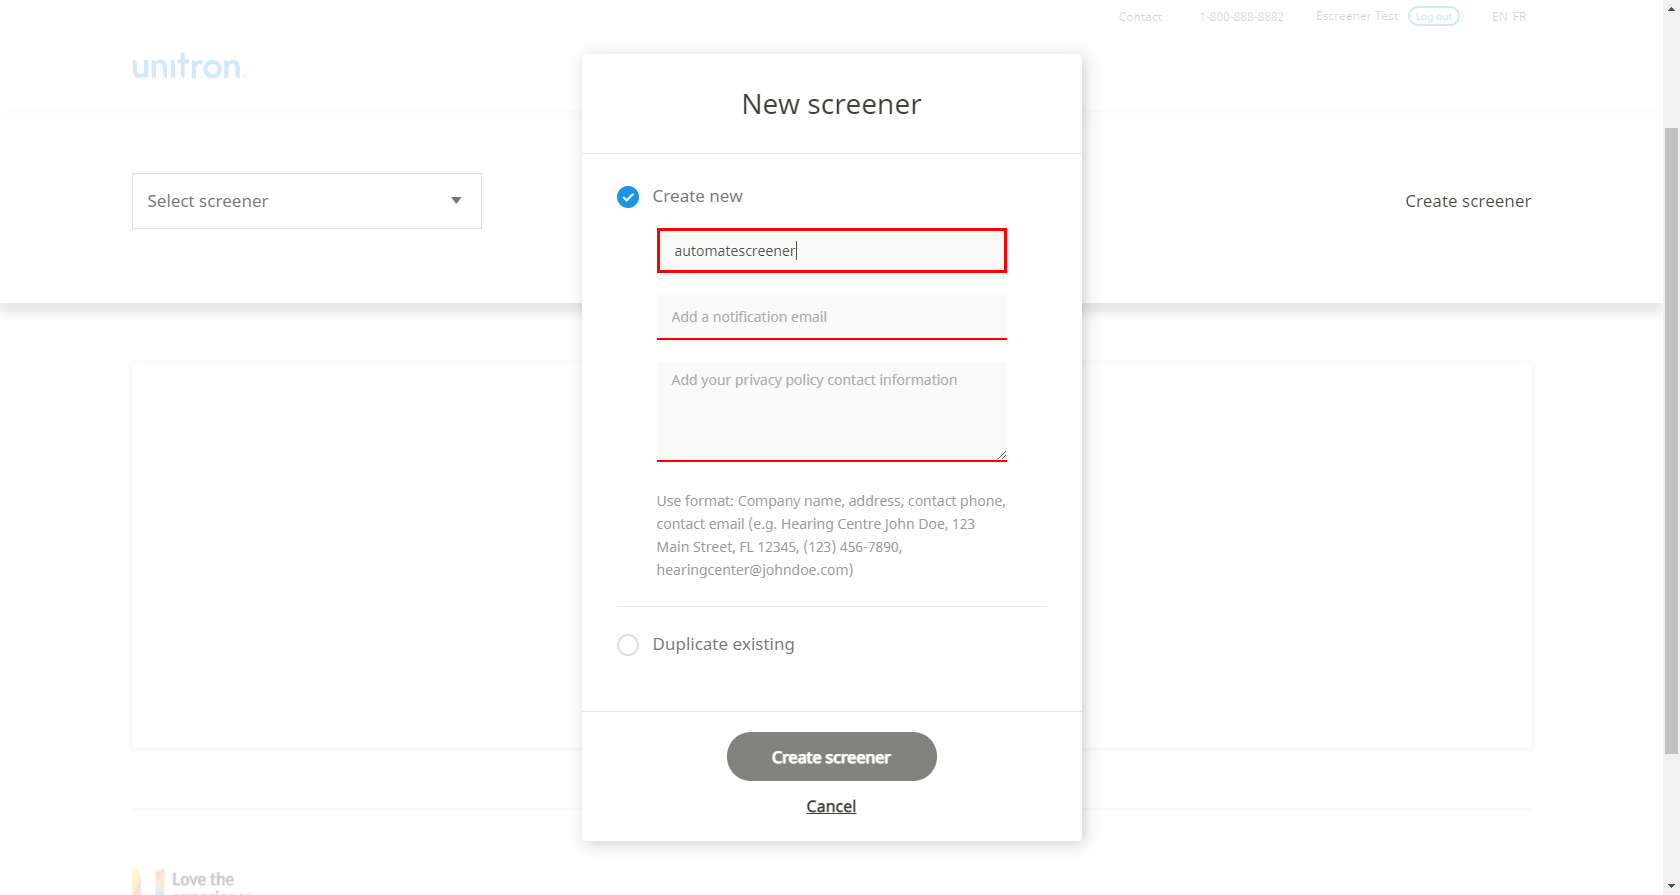 Contact 1-800-888-8882 Escreener Test Log out EN FR
unitron
New screener
Select screener
Create screener
Create new
automatescreener
Add a notification email
Add your privacy policy contact information
Use format: Company name, address, contact phone,
contact email (e.g. Hearing Centre John Doe, 123
Main Street, FL 12345, (123) 456-7890,
hearingcenter@johndoe.com)
Duplicate existing
Create screener
Cancel
Love the
experience